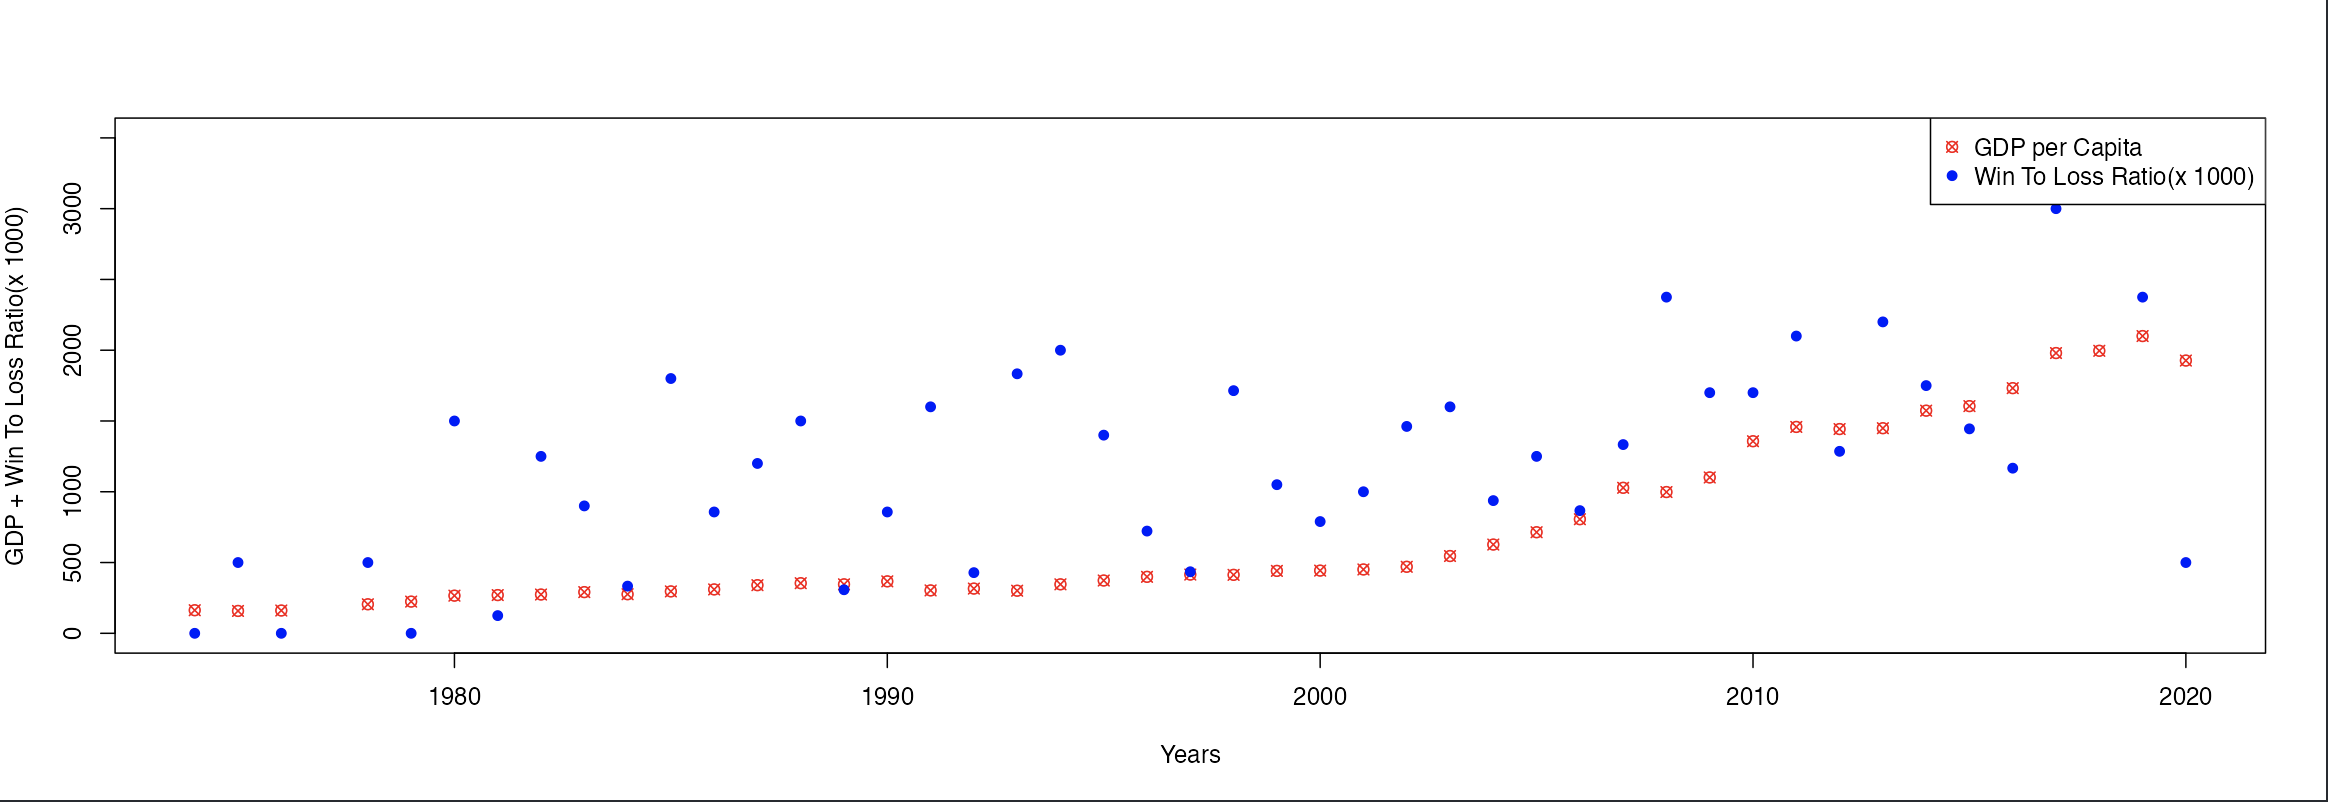 GDP per Capita
Win To Loss Ratio(x 1000)
GDP + Win To Loss Ratio(x 1000)
3000
2000
1000
500
0
1980 1990 2000 2010 2020
Years